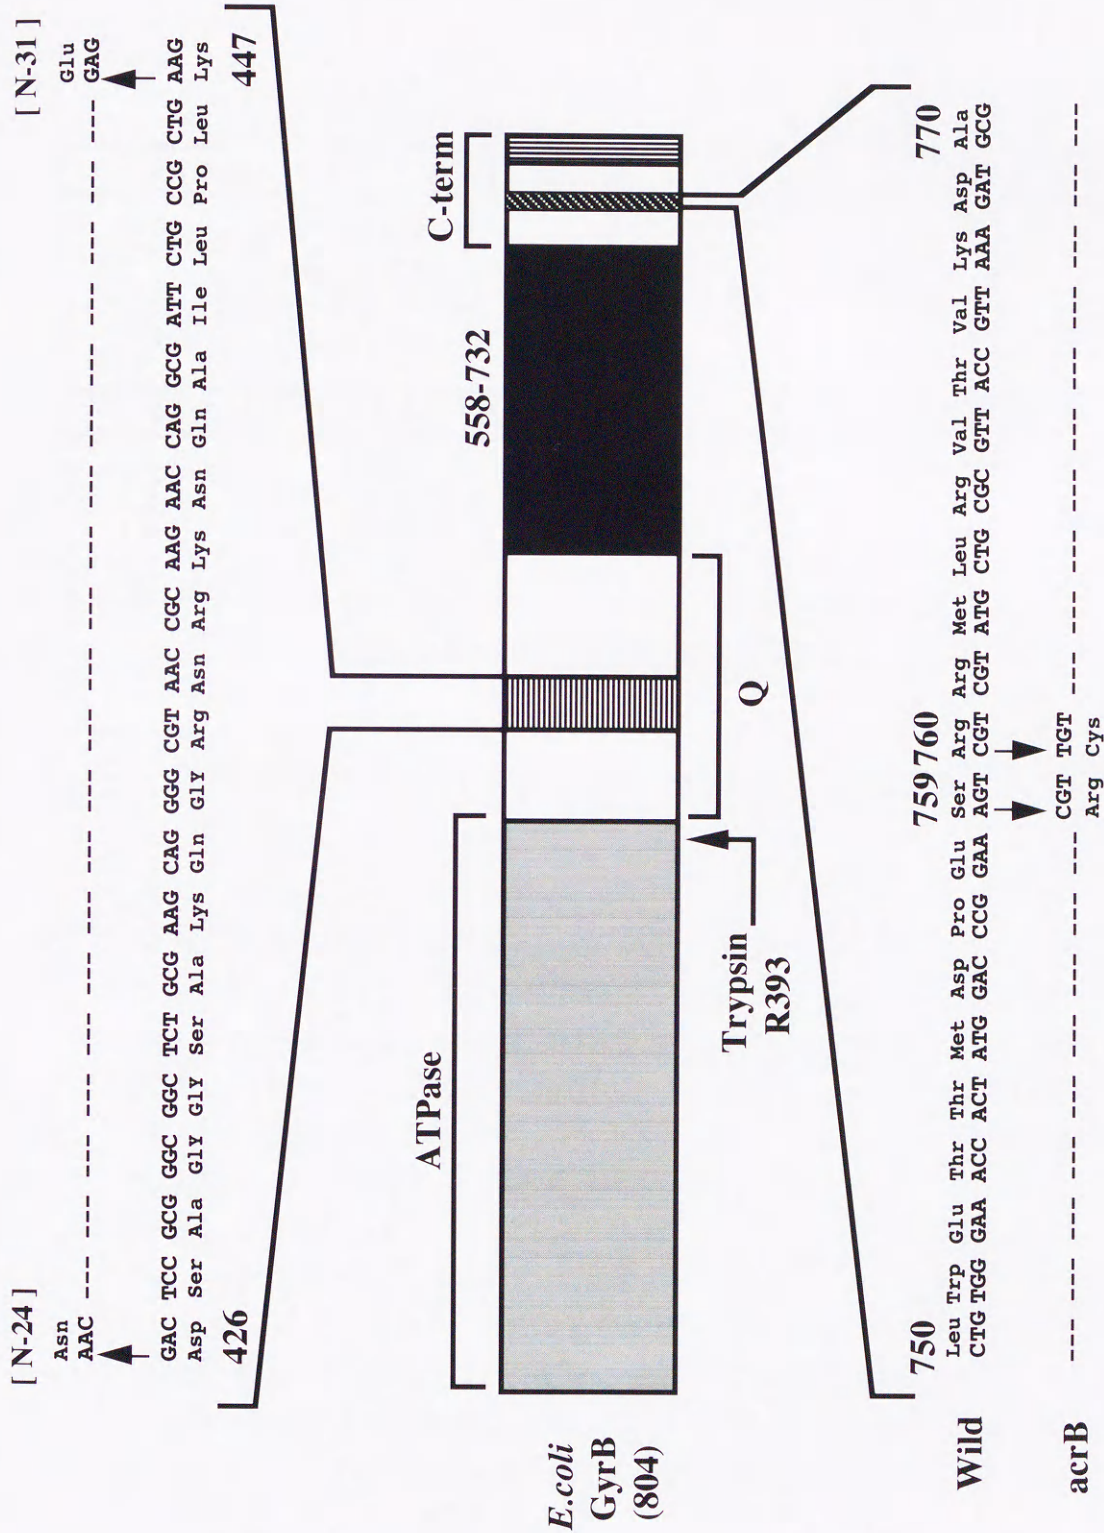 [ N-24 ] [ N-31 ]
Asn Glu
AAC --- --- --- --- --- --- --- --- --- --- --- --- --- --- --- --- --- --- --- --- GAG
GAC TCC GCG GGC GGC TCT GCG AAG CAG GGG CGT AAC CGC AAG AAC CAG GCG ATT CTG CCG CTG AAG
Asp Ser Ala GlY GlY Ser Ala Lys Gln GlY Arg Asn Arg Lys Asn Gln Ala Ile Leu Pro Leu Lys
426 447
ATPase 558-732 C-term
E.coli
GyrB
(804)
Trypsin
R393
Q
750 759 760 770
Leu Trp Glu Thr Thr Met Asp Pro Glu Ser Arg Arg Met Leu Arg Val Thr Val Lys Asp Ala
Wild CTG TGG GAA ACC ACT ATG GAC CCG GAA AGT CGT CGT ATG CTG CGC GTT ACC GTT AAA GAT GCG
acrB --- --- --- --- --- --- --- --- --- CGT TGT --- --- --- --- --- --- --- --- --- ---
Arg Cys